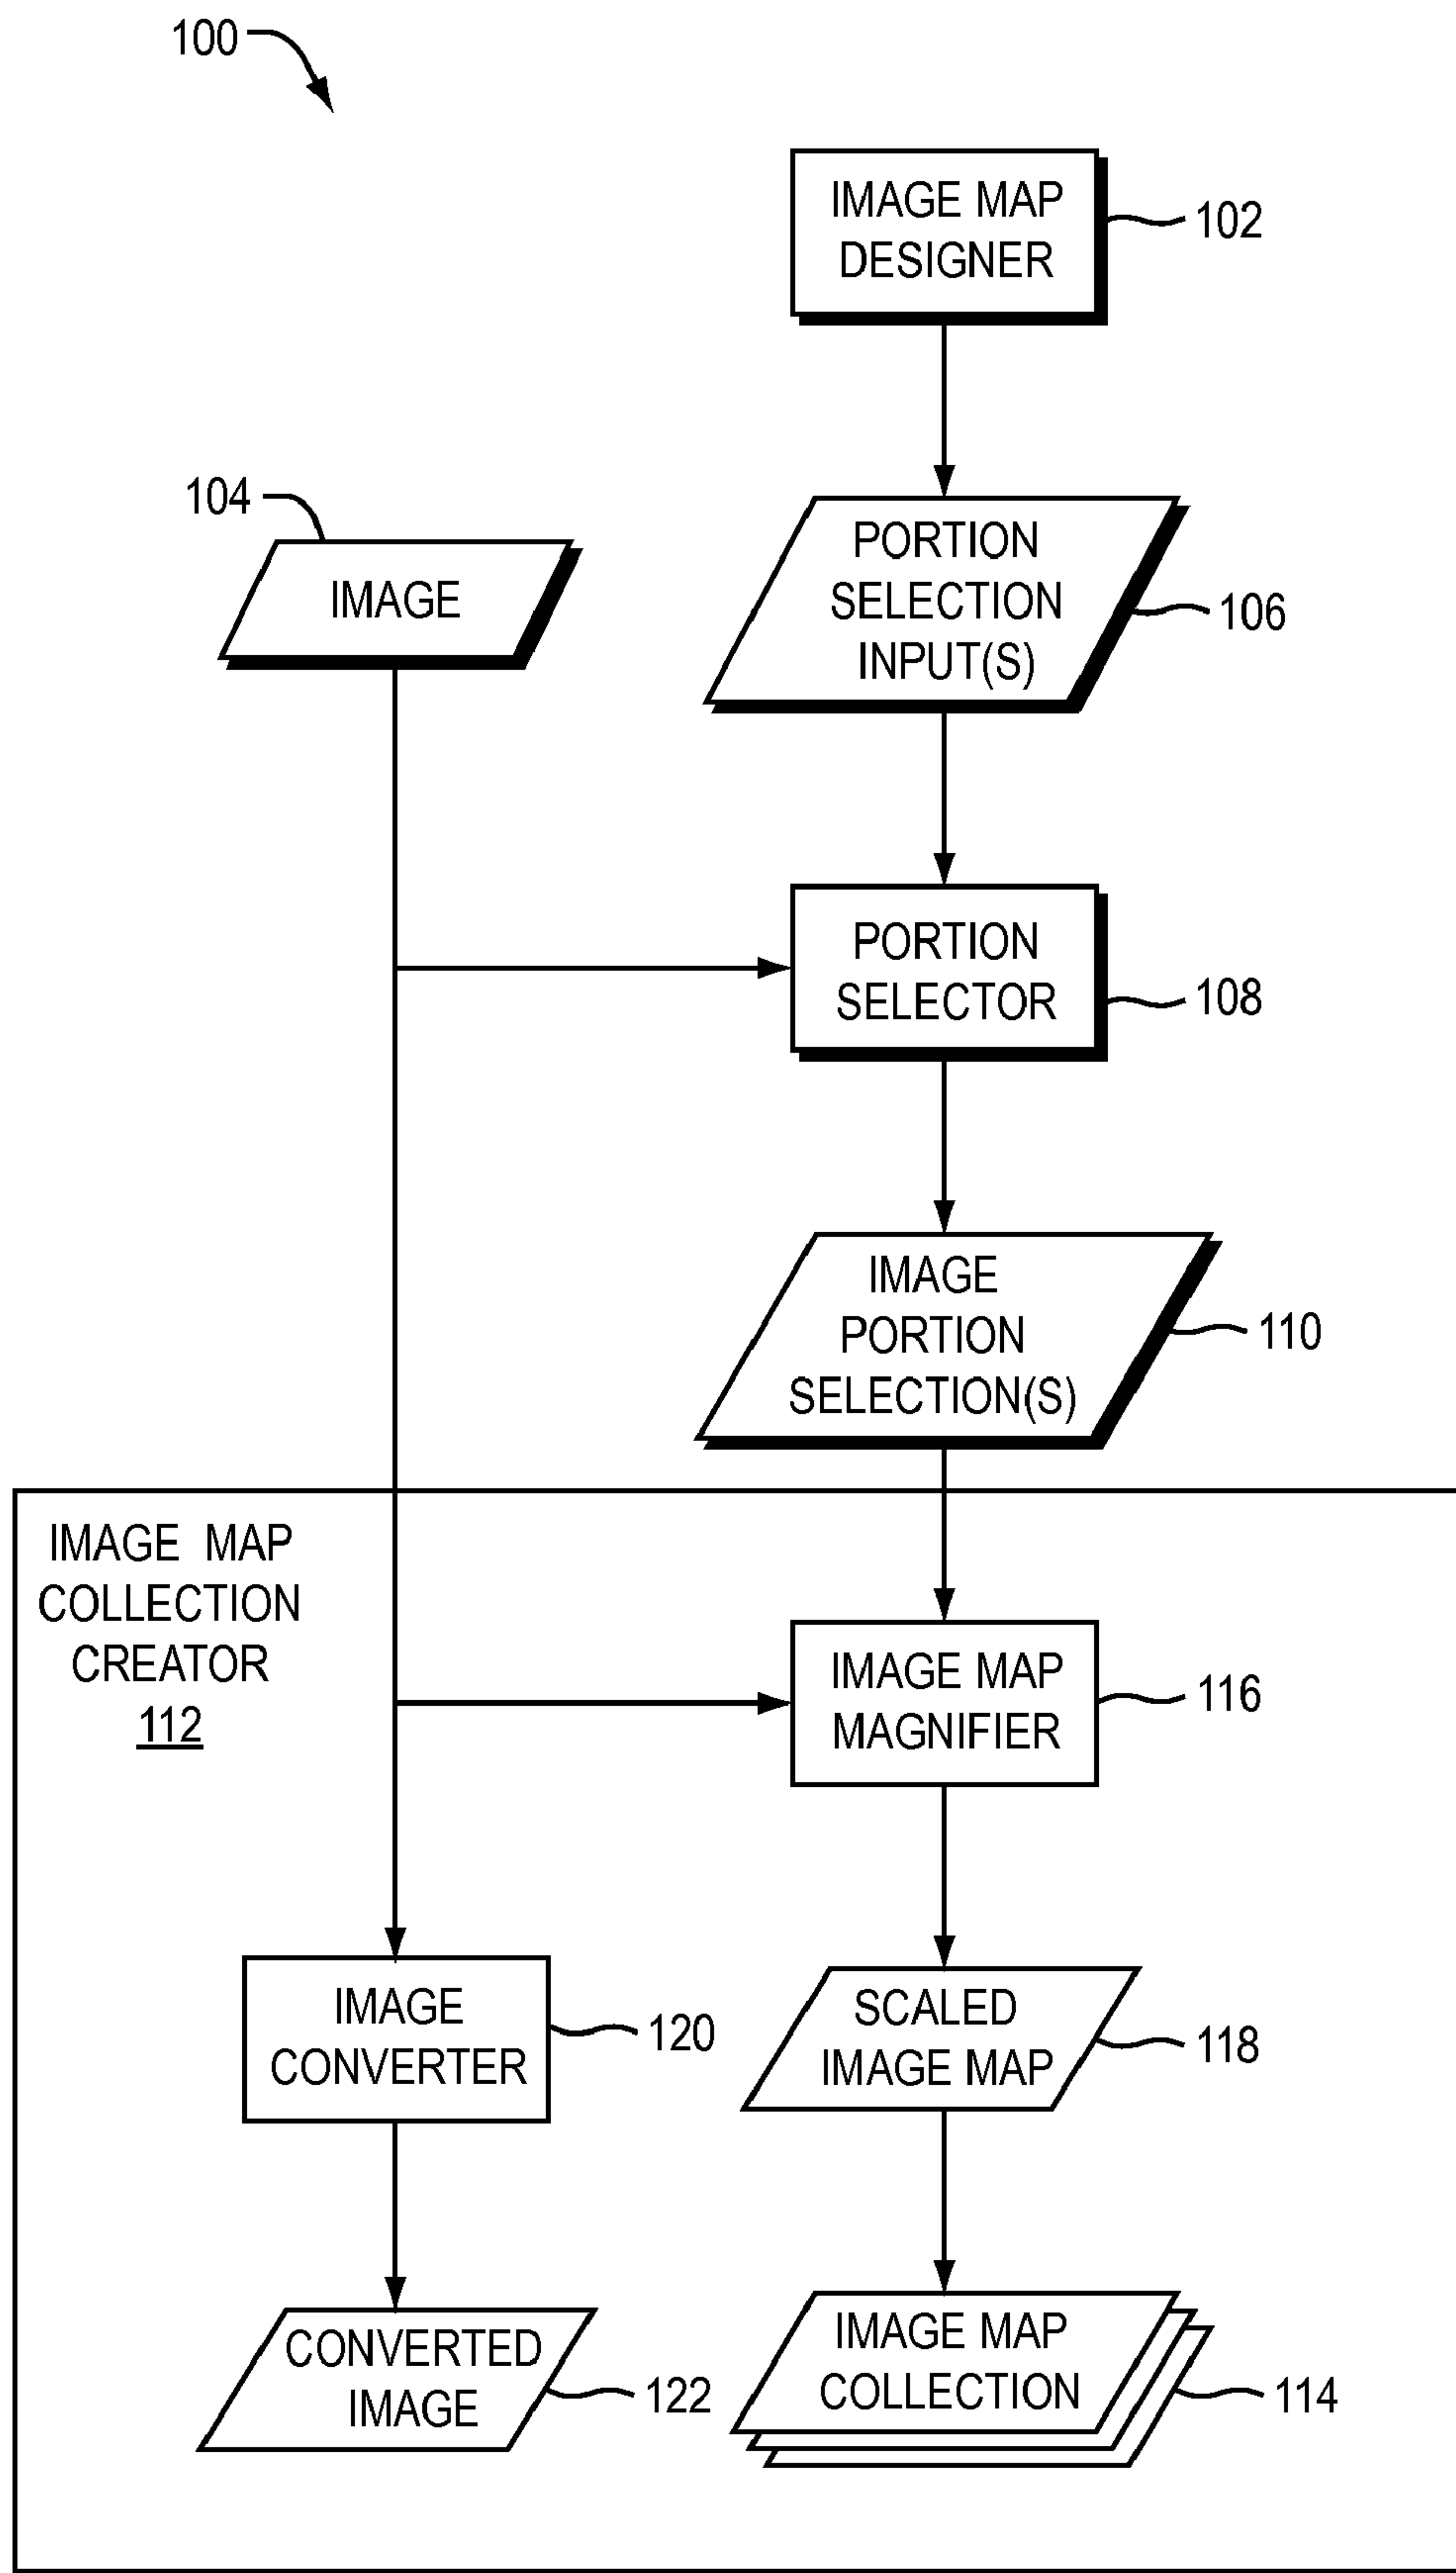 100
IMAGE MAP
DESIGNER
102
104
IMAGE
PORTION
SELECTION
INPUT(S)
106
PORTION
SELECTOR
108
IMAGE
PORTION
SELECTION(S)
110
IMAGE MAP
COLLECTION
CREATOR
112
IMAGE MAP
MAGNIFIER
116
IMAGE
CONVERTER
120
SCALED
IMAGE MAP
118
CONVERTED
IMAGE
122
IMAGE MAP
COLLECTION
114